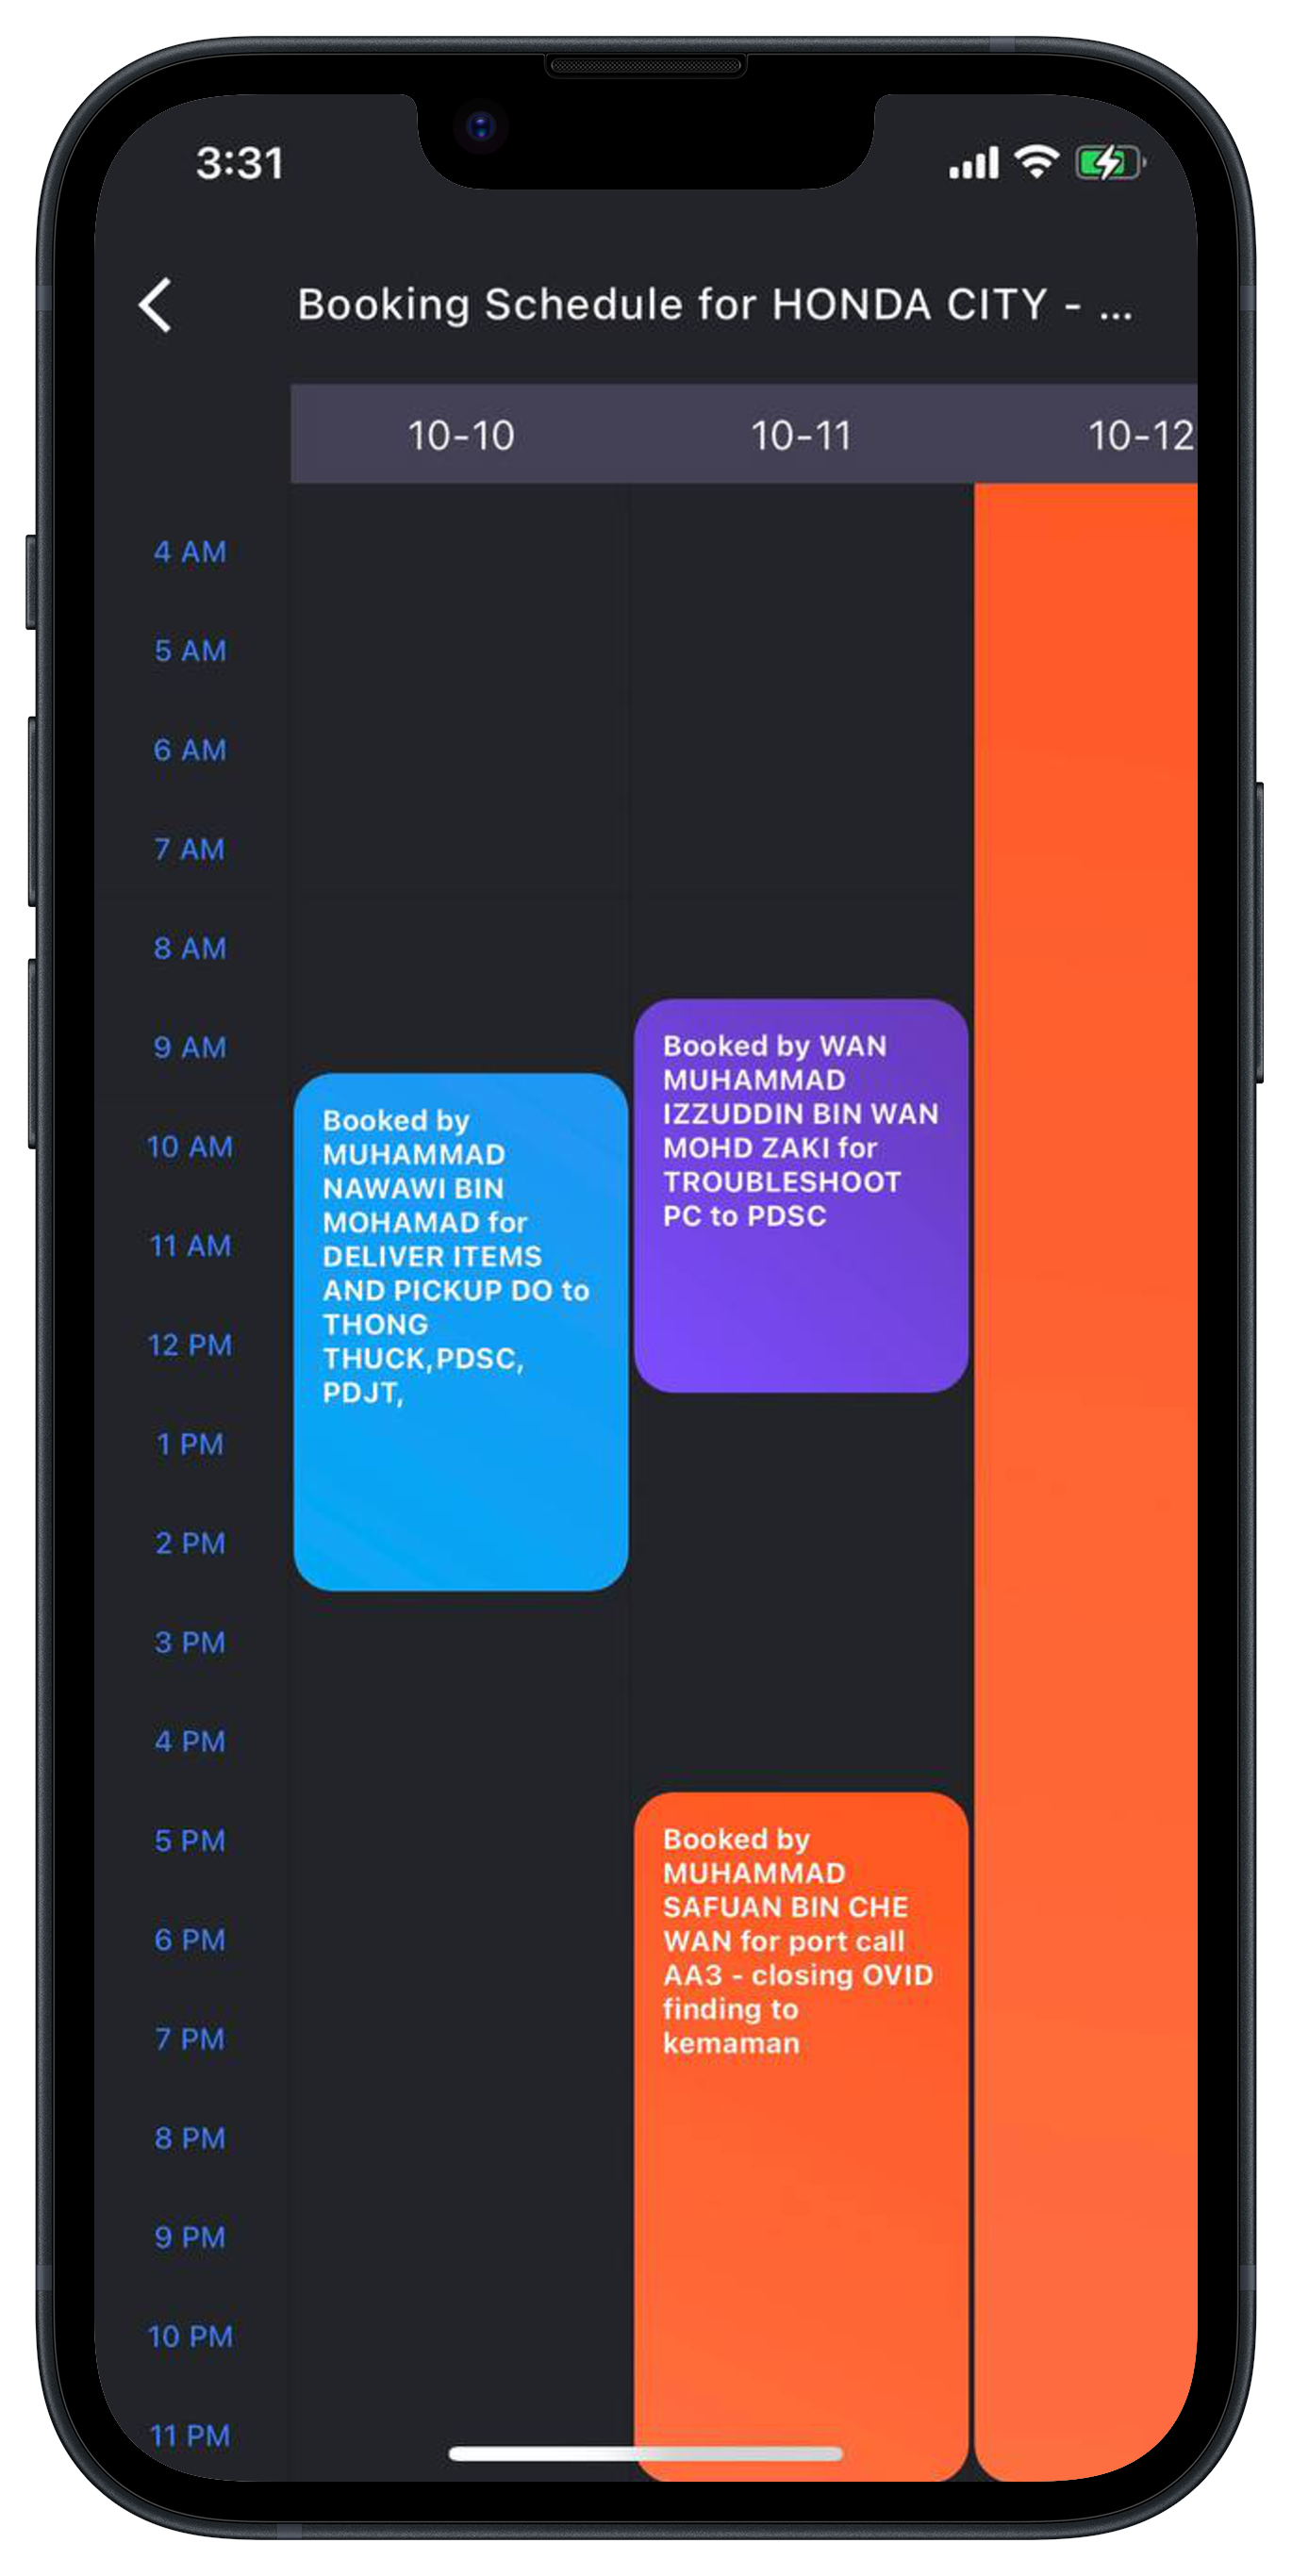 3:31
Booking Schedule for HONDA CITY - ...
10-10
10-11
10-12
4 AM
5 AM
6 AM
7 AM
8 AM
9 AM
10 AM
11 AM
12 PM
1 PM
2 PM
3 PM
4 PM
5 PM
6 PM
7 PM
8 PM
9 PM
10 PM
11 PM
Booked by
MUHAMMAD
NAWAWI BIN
MOHAMAD for
DELIVER ITEMS
AND PICKUP DO to
THONG
THUCK,PDSC,
PDJT,
Booked by WAN
MUHAMMAD
IZZUDDIN BIN WAN
MOHD ZAKI for
TROUBLESHOOT
PC to PDSC
Booked by
MUHAMMAD
SAFUAN BIN CHE
WAN for port call
AA3 - closing OVID
finding to
kemaman